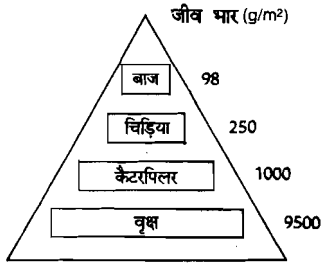 जीव भार (g/m²)
बाज 98
चिड़िया 250
कैटरपिलर 1000
वृक्ष 9500